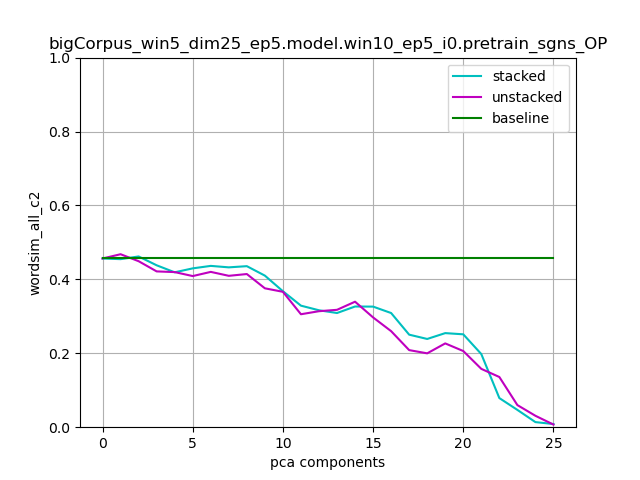 bigCorpus_win5_dim25_ep5.model.win10_ep5_i0.pretrain_sgns_OP
stacked
unstacked
baseline
wordsim_all_c2
1.0
0.8
0.6
0.4
0.2
0.0
0 5 10 15 20 25
pca components